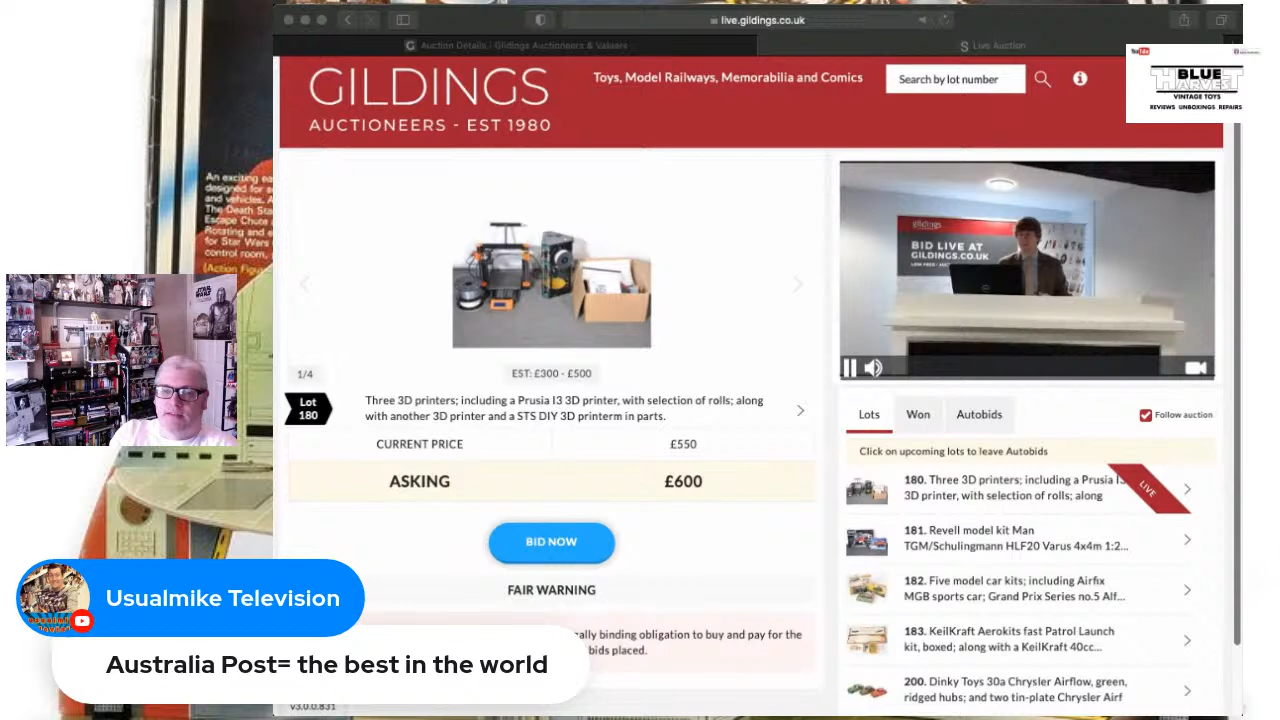 live.gildings.co.uk
Auction Details | Gildings Auctioneers & Valuers
Live Auction
GILDINGS
AUCTIONEERS - EST 1980
Toys, Model Railways, Memorabilia and Comics
Search by lot number
YouTube
BLUE
HARVEST
VINTAGE TOYS
REVIEWS UNBOXINGS REPAIRS
An exciting
designed for
and vehicles. A
The Death Sta
Escape Chute
Rotating and
for Star Wars
control room,
(Action Figu
STAR WARS
gildings
BID LIVE AT
GILDINGS.CO.UK
1/4
EST: £300 - £500
Lot
180
Three 3D printers; including a Prusia I3 3D printer, with selection of rolls; along
with another 3D printer and a STS DIY 3D printerm in parts.
CURRENT PRICE £550
ASKING £600
BID NOW
FAIR WARNING
ally binding obligation to buy and pay for the
bids placed.
v3.0.0.831
Lots Won Autobids
Follow auction
Click on upcoming lots to leave Autobids
180. Three 3D printers; including a Prusia I3
3D printer, with selection of rolls; along
LIVE
181. Revell model kit Man
TGM/Schulingmann HLF20 Varus 4x4m 1:2...
182. Five model car kits; including Airfix
MGB sports car; Grand Prix Series no.5 Alf...
183. KeilKraft Aerokits fast Patrol Launch
kit, boxed; along with a KeilKraft 40cc...
200. Dinky Toys 30a Chrysler Airflow, green,
ridged hubs; and two tin-plate Chrysler Airf
Usualmike Television
Australia Post= the best in the world